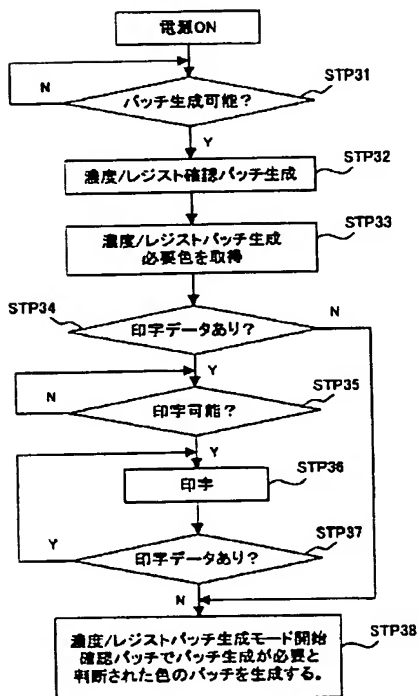 電源ON
STP31
N
パッチ生成可能?
Y
STP32
濃度/レジスト確認パッチ生成
STP33
濃度/レジストパッチ生成
必要色を取得
STP34
N
印字データあり?
Y
STP35
N
印字可能?
Y
STP36
印字
STP37
Y
印字データあり?
N
STP38
濃度/レジストパッチ生成モード開始
確認パッチでパッチ生成が必要と
判断された色のパッチを生成する。